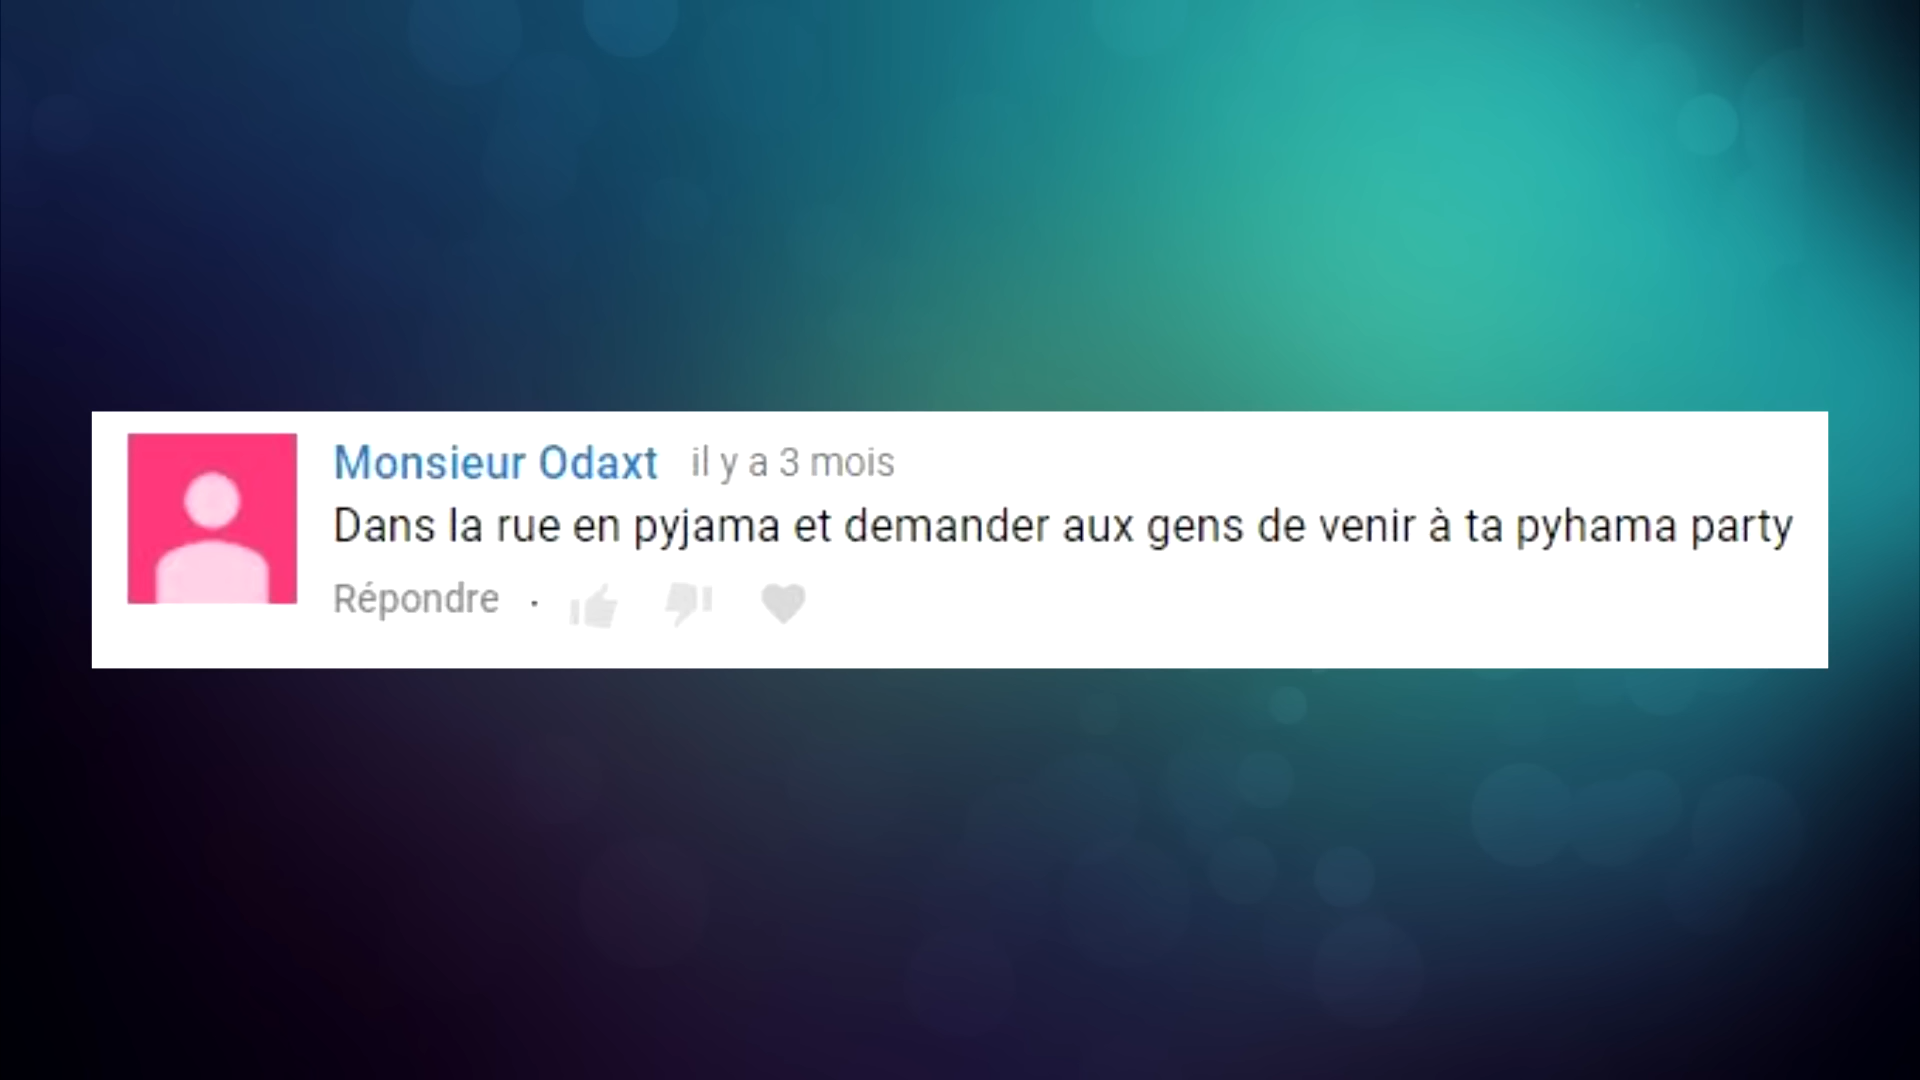 Monsieur Odaxt il y a 3 mois
Dans la rue en pyjama et demander aux gens de venir à ta pyhama party
Répondre ·